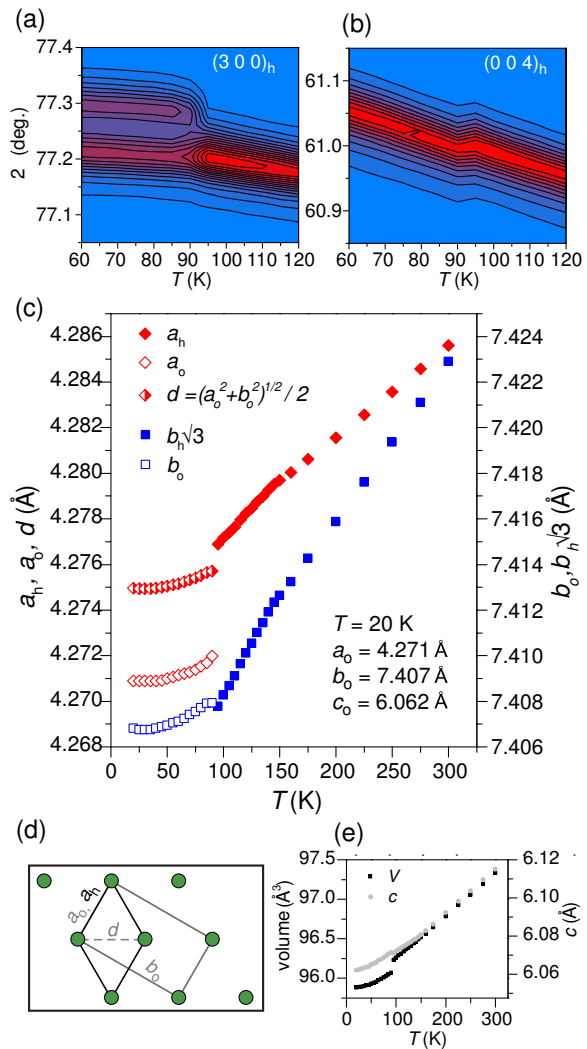 (a)
(b)
77.4
77.3
77.2
77.1
2 (deg.)
(3 0 0)h
60 70 80 90 100 110 120
T (K)
61.1
61.0
60.9
(0 0 4)h
60 70 80 90 100 110 120
T (K)
(c)
4.286
4.284
4.282
4.280
4.278
4.276
4.274
4.272
4.270
4.268
ah, ao, d (Å)
ah
ao
d = (ao²+bo²)^1/2 / 2
bh√3
bo
7.424
7.422
7.420
7.418
7.416
7.414
7.412
7.410
7.408
7.406
bo, bh√3 (Å)
T = 20 K
ao = 4.271 Å
bo = 7.407 Å
co = 6.062 Å
0 25 50 75 100 125 150 175 200 225 250 275 300
T (K)
(d)
ao, ah
d
bo
(e)
97.5
97.0
96.5
96.0
volume (Å³)
V
c
6.12
6.10
6.08
6.06
c (Å)
0 50 100 150 200 250 300
T (K)